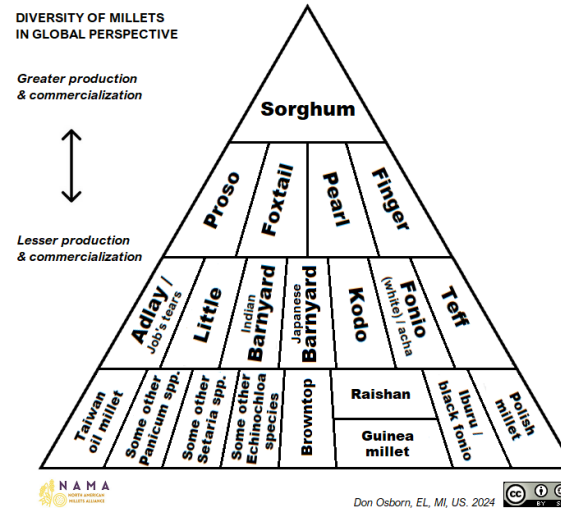 DIVERSITY OF MILLETS
IN GLOBAL PERSPECTIVE
Greater production
& commercialization
Lesser production
& commercialization
Sorghum
Proso
Foxtail
Pearl
Finger
Adlay /
Job's tears
Little
Indian
Barnyard
Japanese
Barnyard
Kodo
Fonio
(white) / acha
Teff
Taiwan
oil millet
Some other
Panicum spp.
Some other
Setaria spp.
Some other
Echinochloa
species
Browntop
Raishan
Guinea
millet
Iburu /
black fonio
Polish
millet
NAMA
NORTH AMERICAN
MILLETS ALLIANCE
Don Osborn, EL, MI, US. 2024
CC
BY